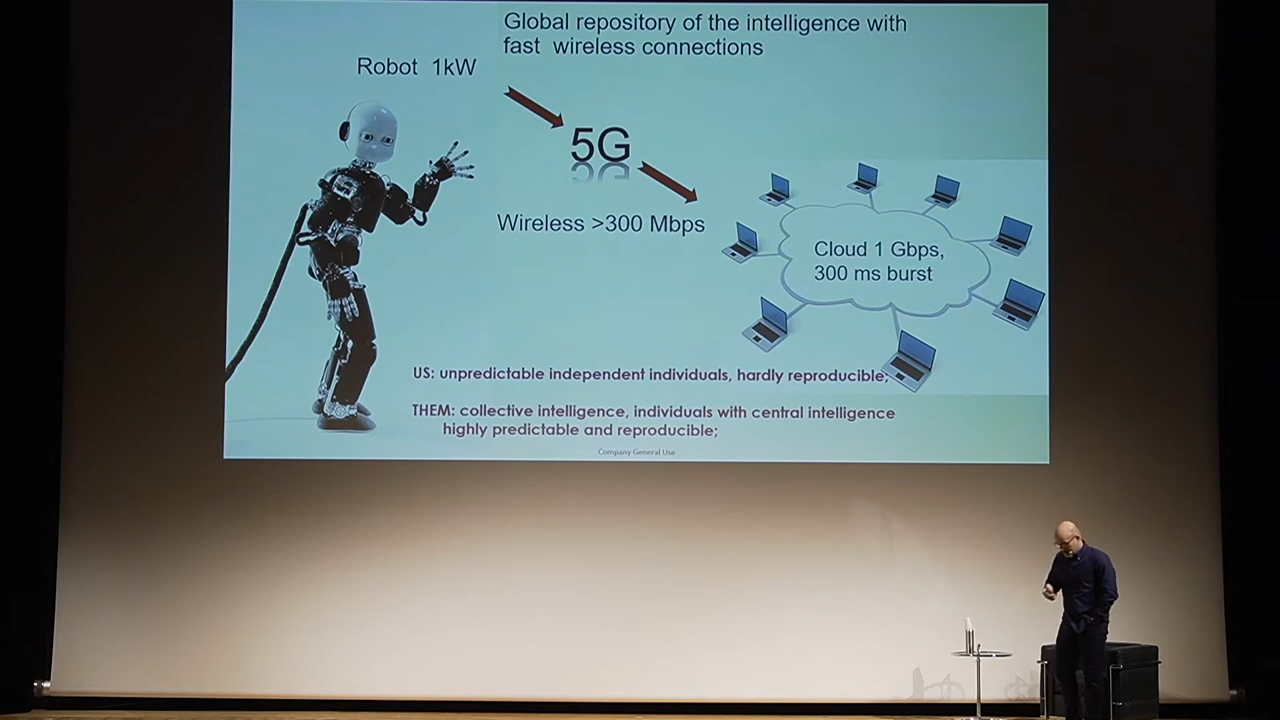 Global repository of the intelligence with
fast wireless connections
Robot 1kW
5G
Wireless >300 Mbps
Cloud 1 Gbps,
300 ms burst
US: unpredictable independent individuals, hardly reproducible;
THEM: collective intelligence, individuals with central intelligence
highly predictable and reproducible;
Company General Use